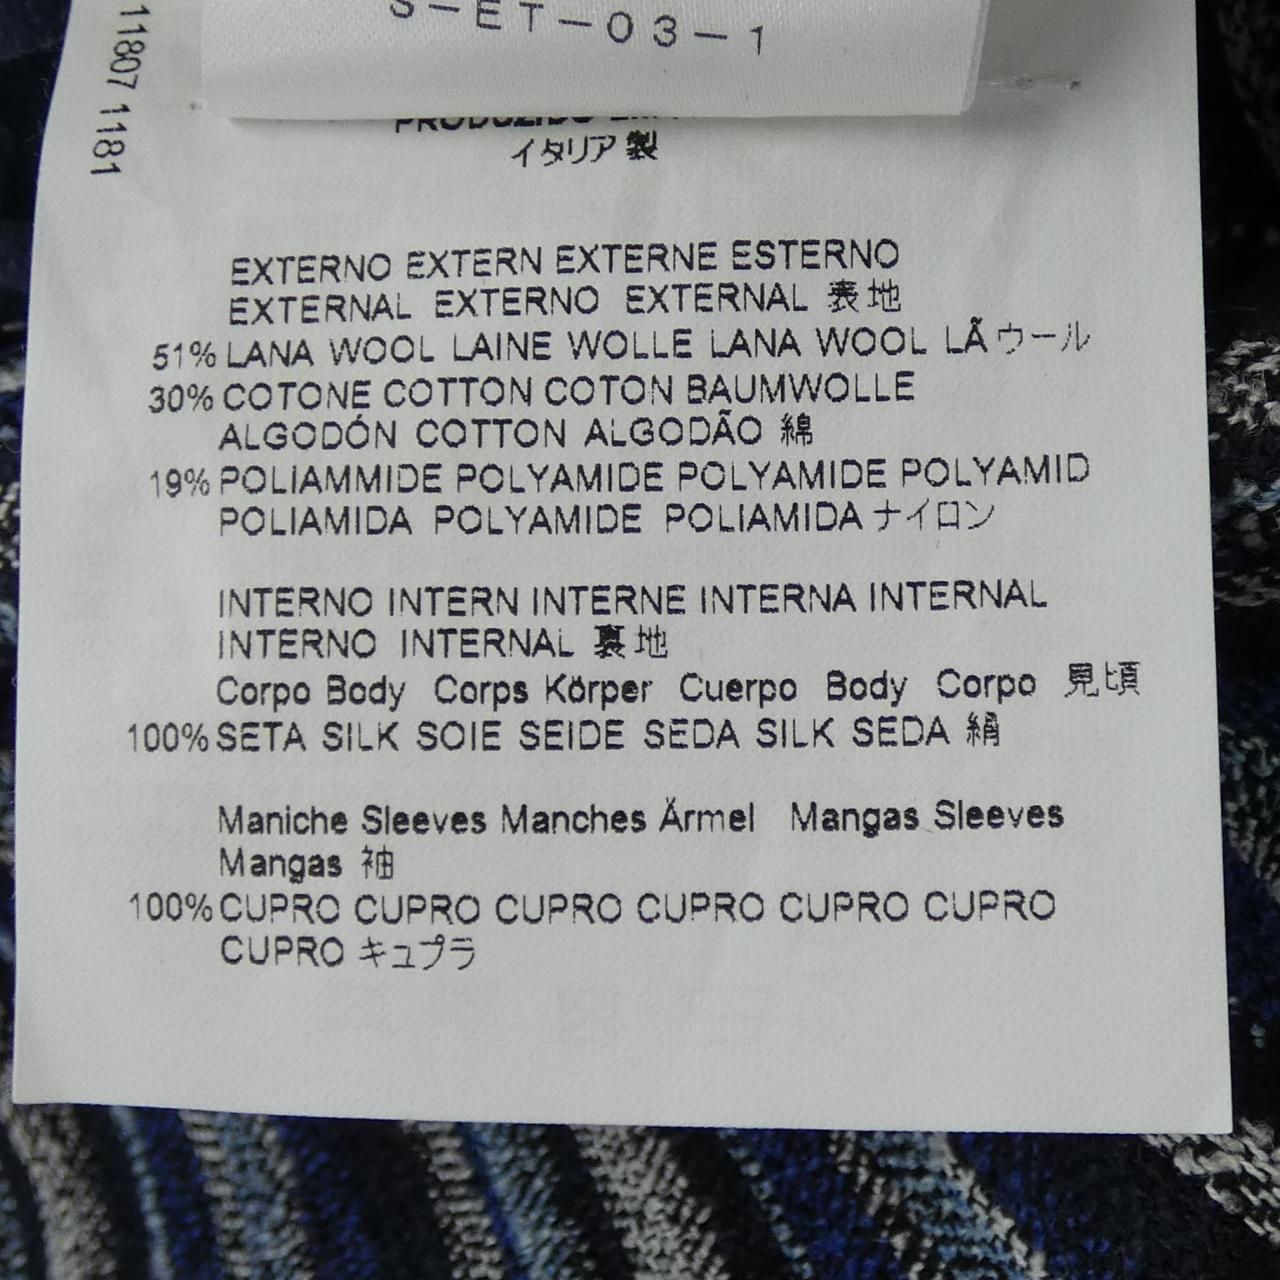 S-ET-03-1
11807 1181
イタリア製
EXTERNO EXTERN EXTERNE ESTERNO
EXTERNAL EXTERNO EXTERNAL 表地
51% LANA WOOL LAINE WOLLE LANA WOOL LÃ ウール
30% COTONE COTTON COTON BAUMWOLLE
ALGODÓN COTTON ALGODÃO 綿
19% POLIAMMIDE POLYAMIDE POLYAMIDE POLYAMID
POLIAMIDA POLYAMIDE POLIAMIDA ナイロン
INTERNO INTERN INTERNE INTERNA INTERNAL
INTERNO INTERNAL 裏地
Corpo Body Corps Körper Cuerpo Body Corpo 見頃
100% SETA SILK SOIE SEIDE SEDA SILK SEDA 絹
Maniche Sleeves Manches Ärmel Mangas Sleeves
Mangas 袖
100% CUPRO CUPRO CUPRO CUPRO CUPRO CUPRO
CUPRO キュプラ